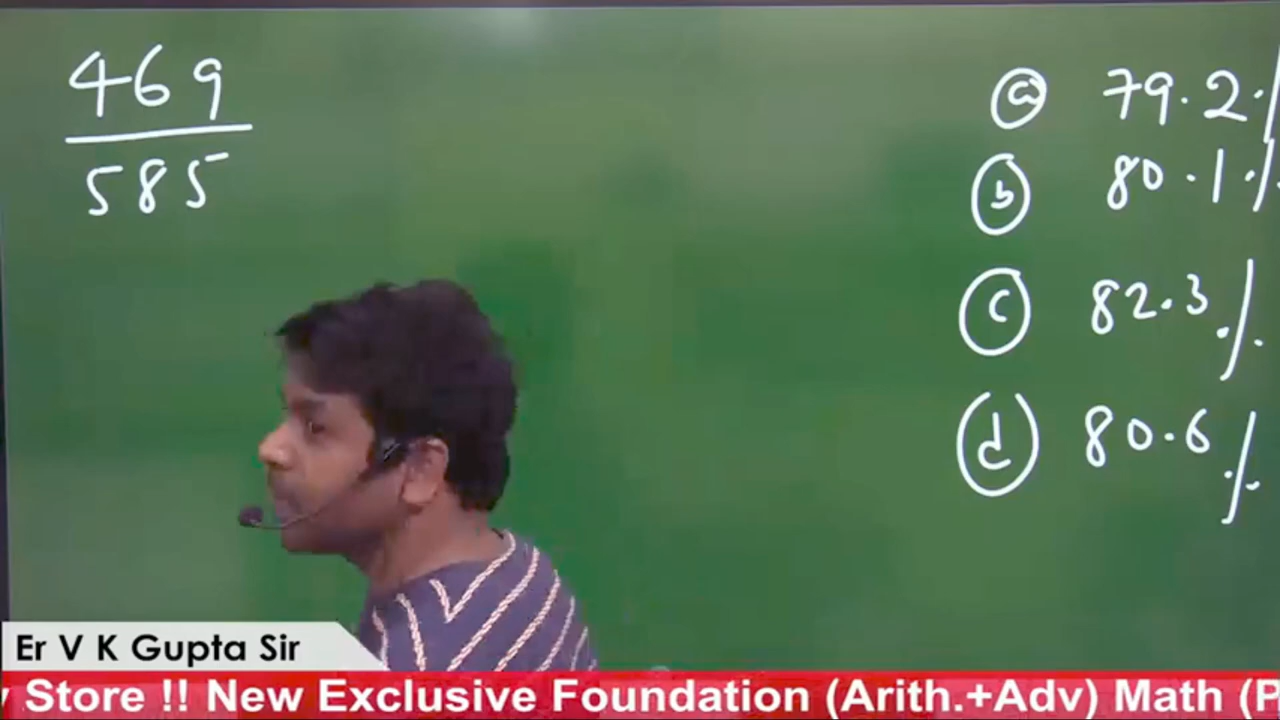 469
585
a 79.2%
b 80.1%
c 82.3%
d 80.6%
Er V K Gupta Sir
Store !! New Exclusive Foundation (Arith.+Adv) Math (P